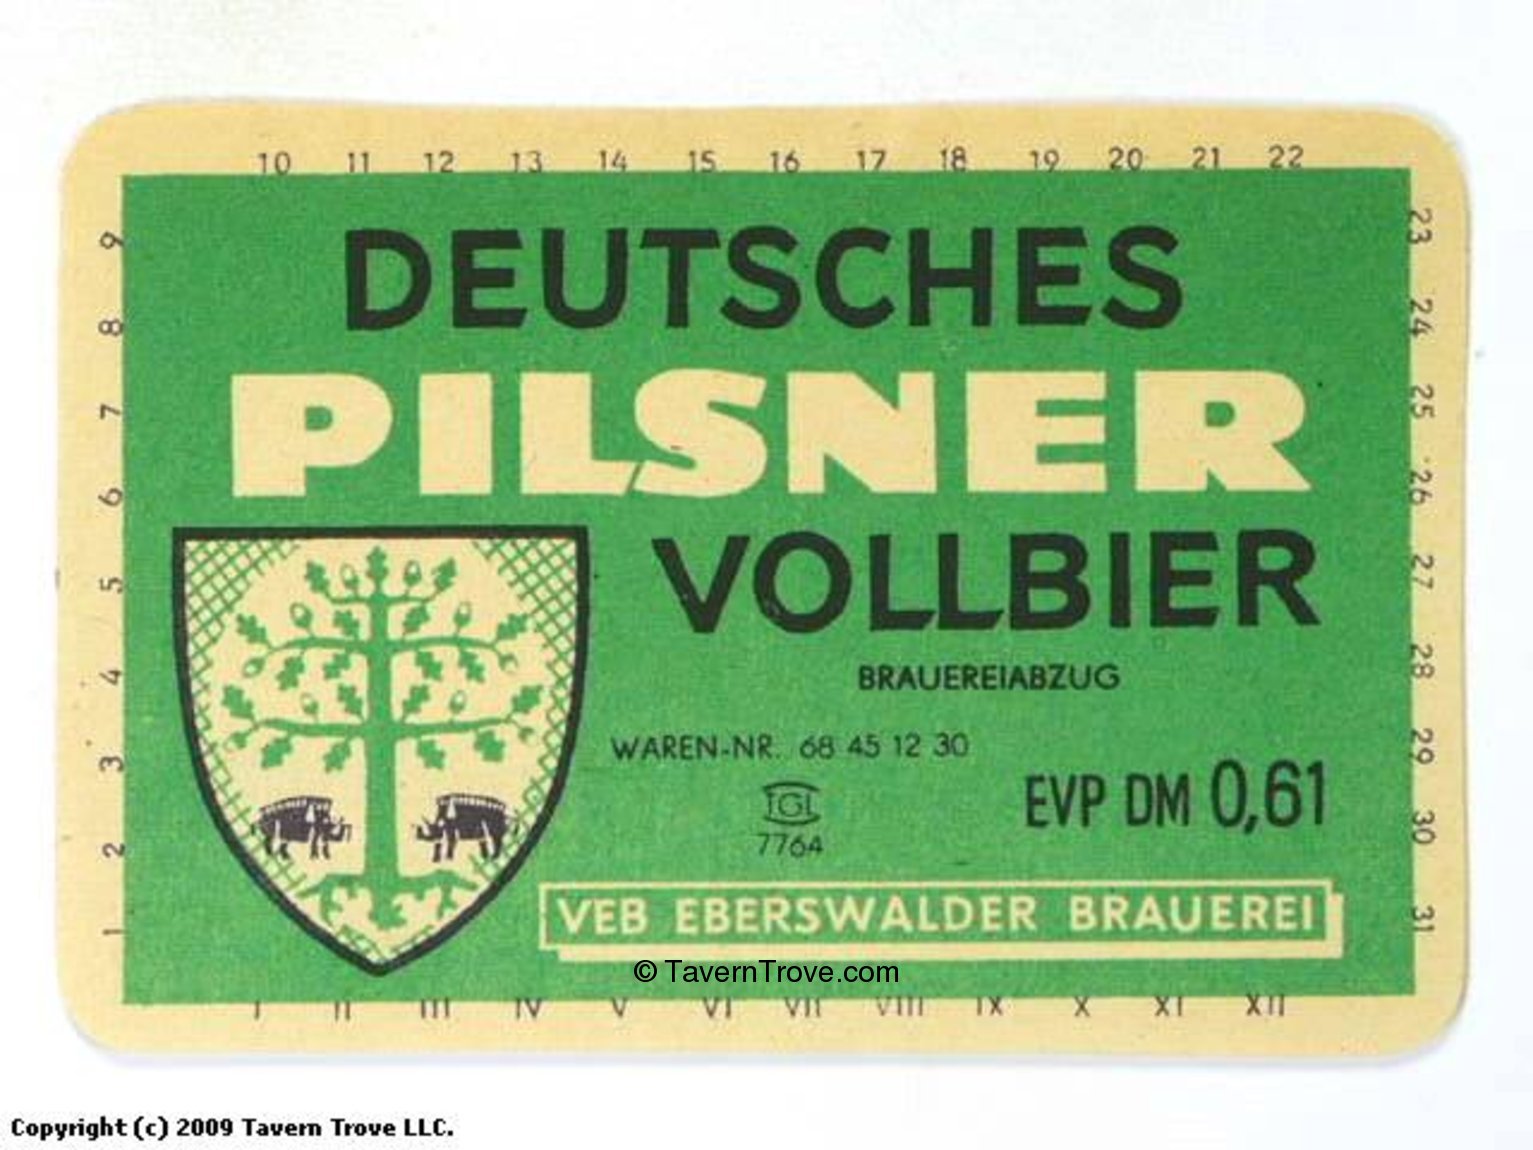 10 11 12 13 14 15 16 17 18 19 20 21 22
9
8
7
6
5
4
3
2
1
DEUTSCHES
PILSNER
VOLLBIER
BRAUEREIABZUG
WAREN-NR. 68 45 12 30
TGL
7764
EVP DM 0,61
VEB EBERSWALDER BRAUEREI
© TavernTrove.com
23
24
25
26
27
28
29
30
31
I II III IV V VI VII VIII IX X XI XII
Copyright (c) 2009 Tavern Trove LLC.